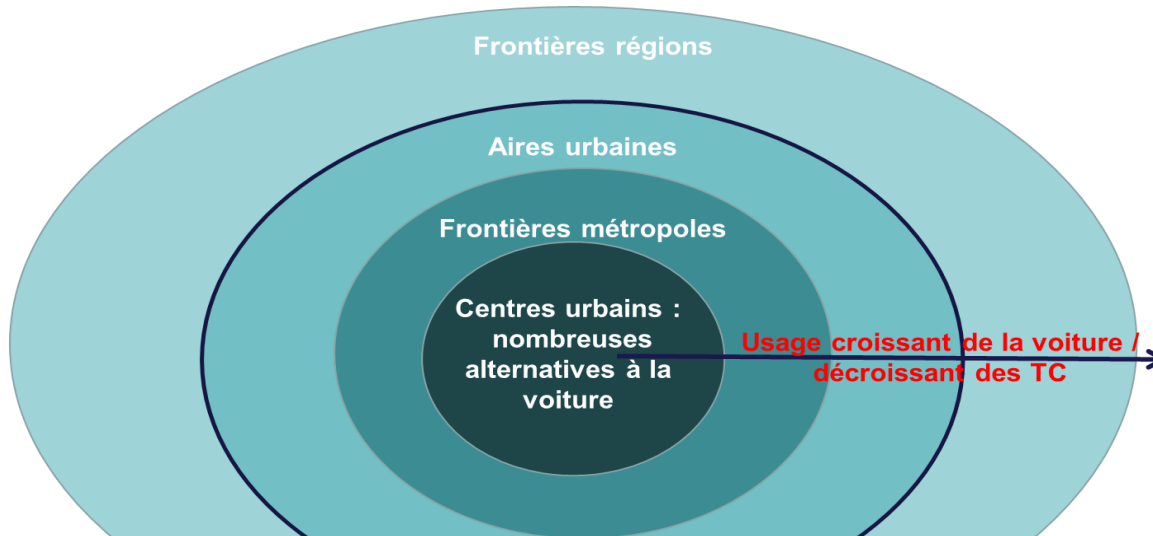 Frontières régions
Aires urbaines
Frontières métropoles
Centres urbains :
nombreuses
alternatives à la
voiture
Usage croissant de la voiture /
décroissant des TC